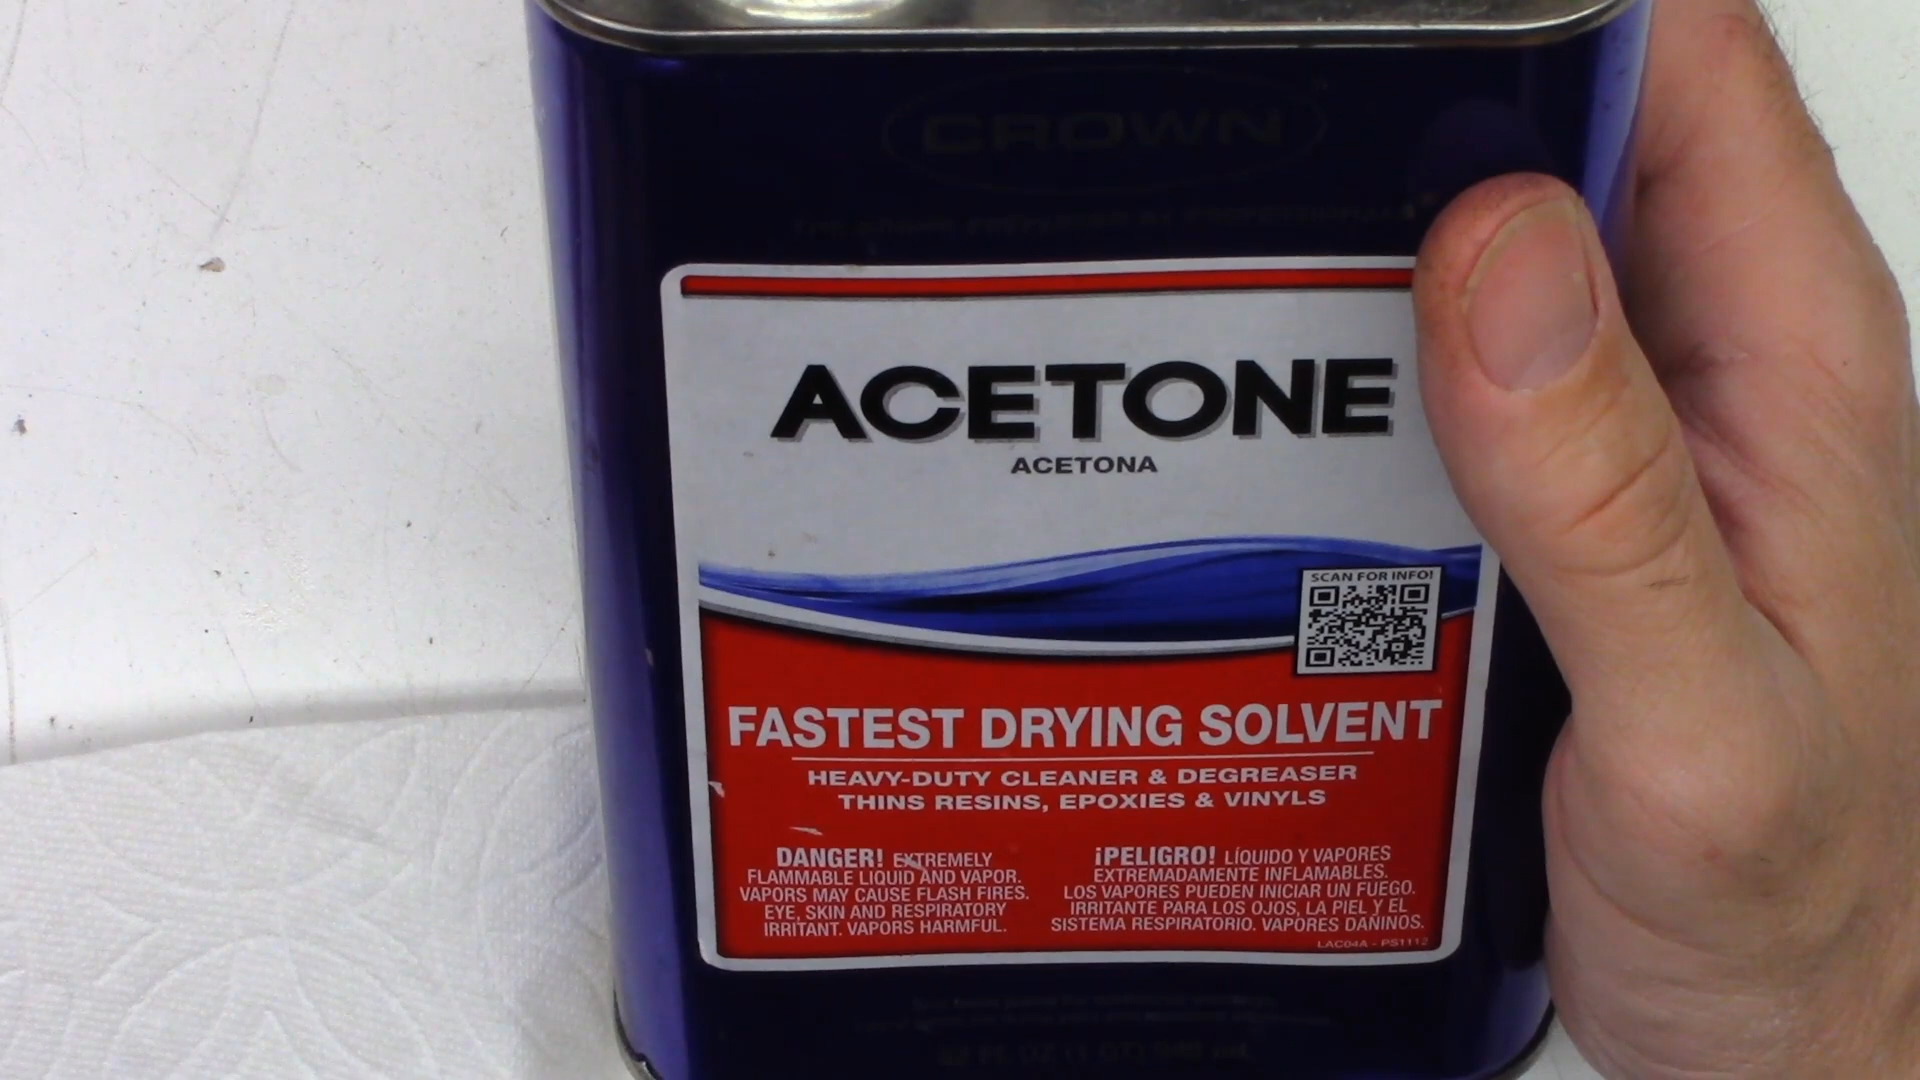 CROWN
ACETONE
ACETONA
SCAN FOR INFO!
FASTEST DRYING SOLVENT
HEAVY-DUTY CLEANER & DEGREASER
THINS RESINS, EPOXIES & VINYLS
DANGER! EXTREMELY
FLAMMABLE LIQUID AND VAPOR.
VAPORS MAY CAUSE FLASH FIRES.
EYE, SKIN AND RESPIRATORY
IRRITANT. VAPORS HARMFUL.
¡PELIGRO! LÍQUIDO Y VAPORES
EXTREMADAMENTE INFLAMABLES.
LOS VAPORES PUEDEN INICIAR UN FUEGO.
IRRITANTE PARA LOS OJOS, LA PIEL Y EL
SISTEMA RESPIRATORIO. VAPORES DANINOS.
LAC04A - PS1112